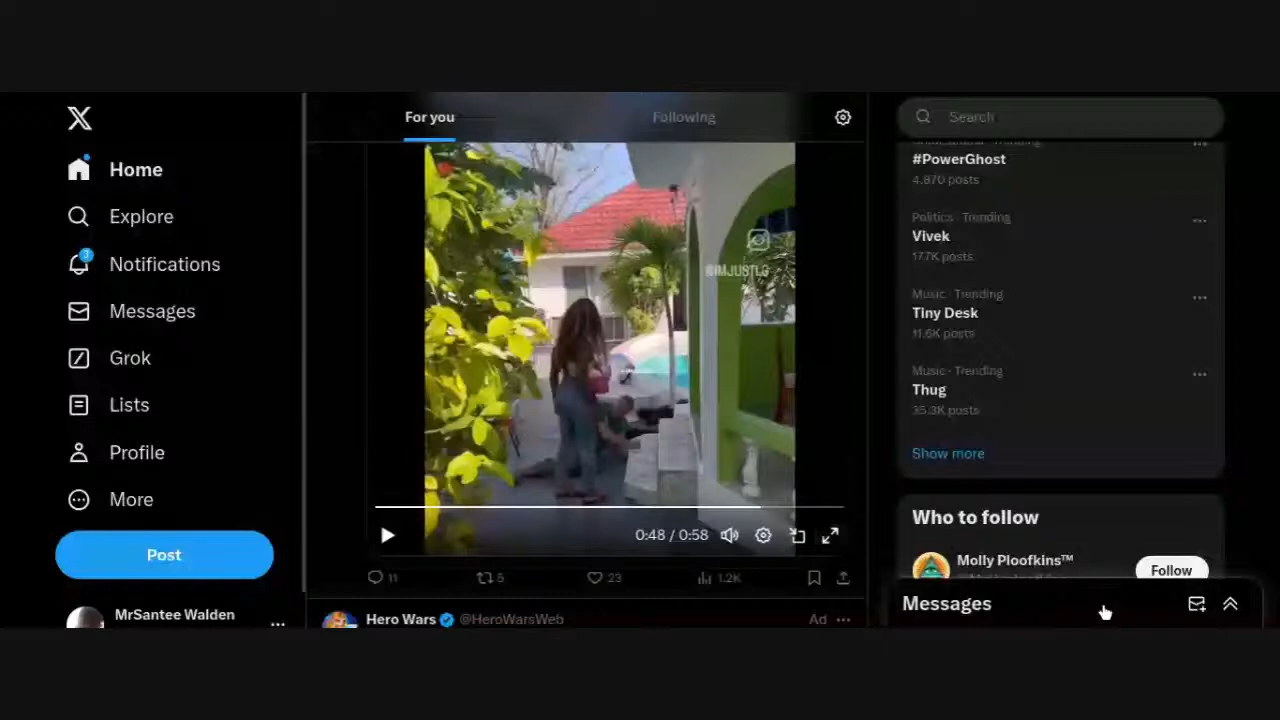 Home
Explore
3
Notifications
Messages
Grok
Lists
Profile
More
Post
MrSantee Walden
For you
Following
@IMJUSTLG
0:48 / 0:58
11
5
23
1.2K
Hero Wars @HeroWarsWeb
Ad
Search
Trending
#PowerGhost
4,870 posts
Politics · Trending
Vivek
177K posts
Music · Trending
Tiny Desk
11.6K posts
Music · Trending
Thug
35.3K posts
Show more
Who to follow
Molly Ploofkins™
Follow
Messages